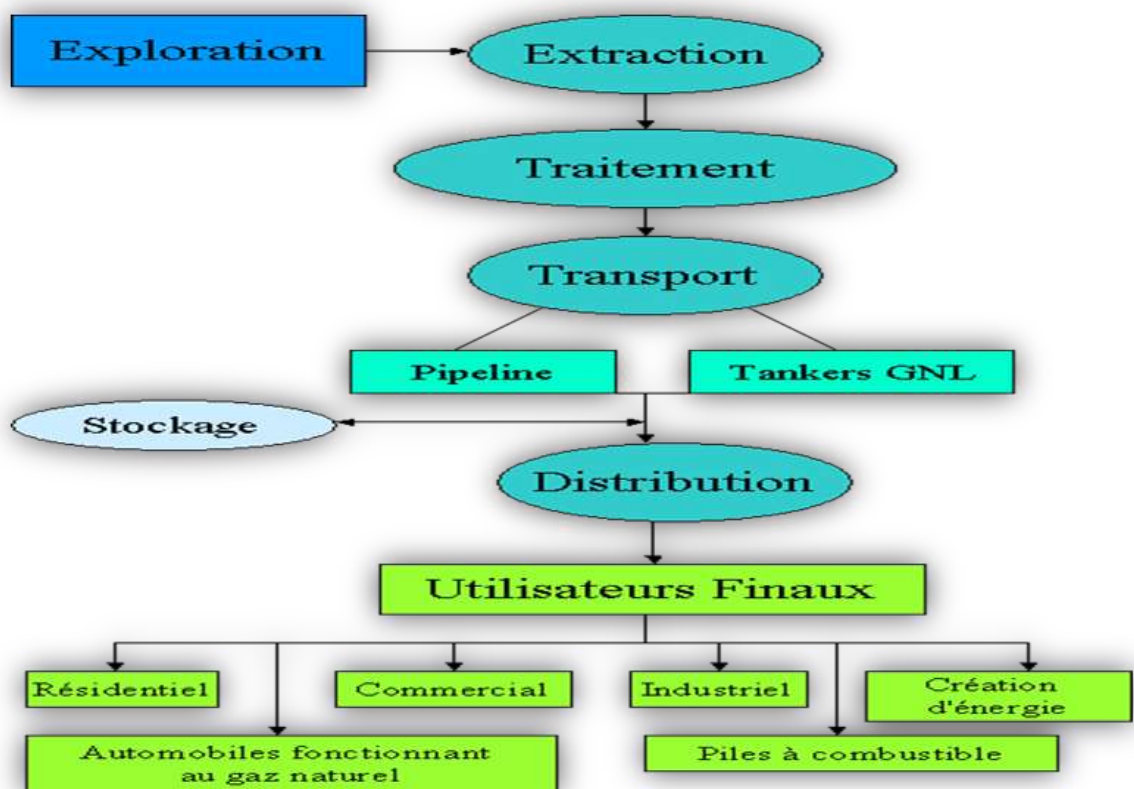 Exploration
Extraction
Traitement
Transport
Pipeline
Tankers GNL
Stockage
Distribution
Utilisateurs Finaux
Résidentiel
Commercial
Industriel
Création
d'énergie
Automobiles fonctionnant
au gaz naturel
Piles à combustible